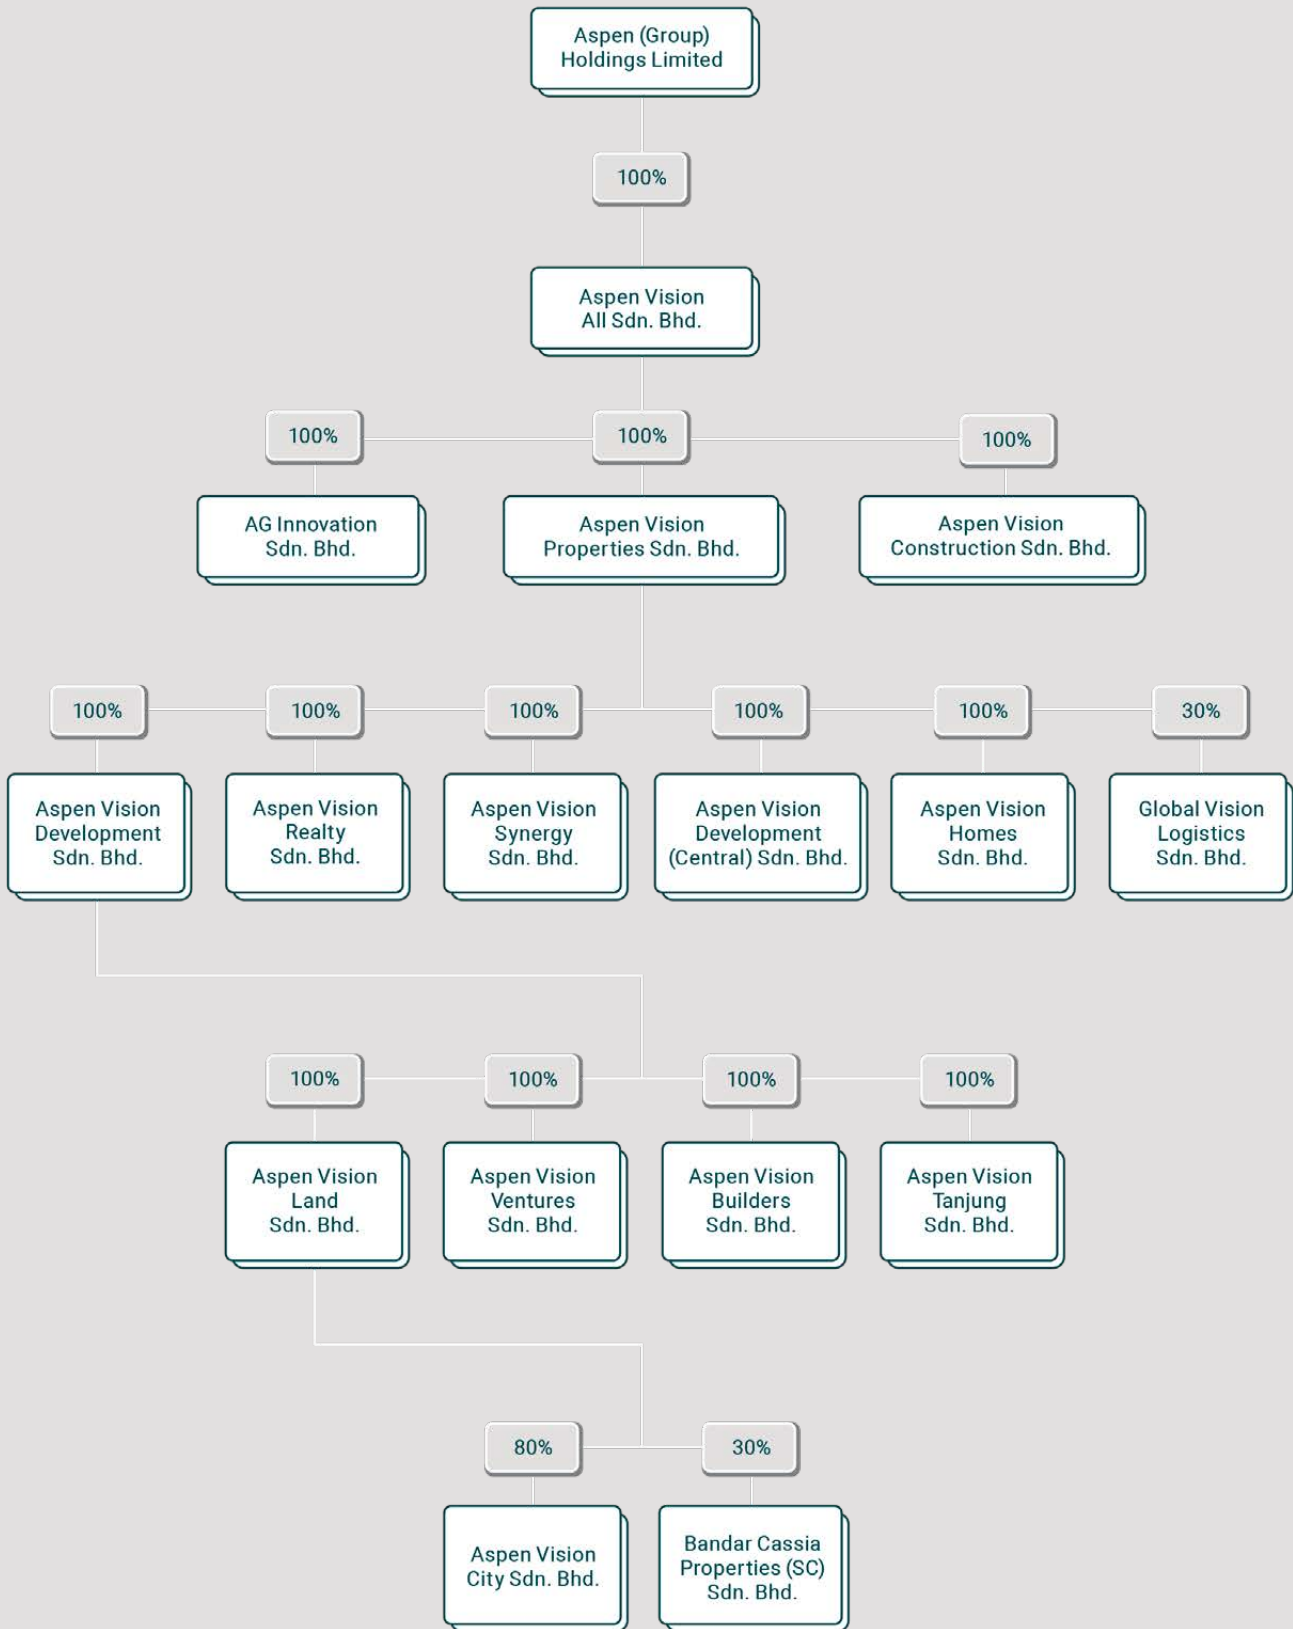 Aspen (Group)
Holdings Limited
100%
Aspen Vision
All Sdn. Bhd.
100%
100%
100%
AG Innovation
Sdn. Bhd.
Aspen Vision
Properties Sdn. Bhd.
Aspen Vision
Construction Sdn. Bhd.
100%
100%
100%
100%
100%
30%
Aspen Vision
Development
Sdn. Bhd.
Aspen Vision
Realty
Sdn. Bhd.
Aspen Vision
Synergy
Sdn. Bhd.
Aspen Vision
Development
(Central) Sdn. Bhd.
Aspen Vision
Homes
Sdn. Bhd.
Global Vision
Logistics
Sdn. Bhd.
100%
100%
100%
100%
Aspen Vision
Land
Sdn. Bhd.
Aspen Vision
Ventures
Sdn. Bhd.
Aspen Vision
Builders
Sdn. Bhd.
Aspen Vision
Tanjung
Sdn. Bhd.
80%
30%
Aspen Vision
City Sdn. Bhd.
Bandar Cassia
Properties (SC)
Sdn. Bhd.